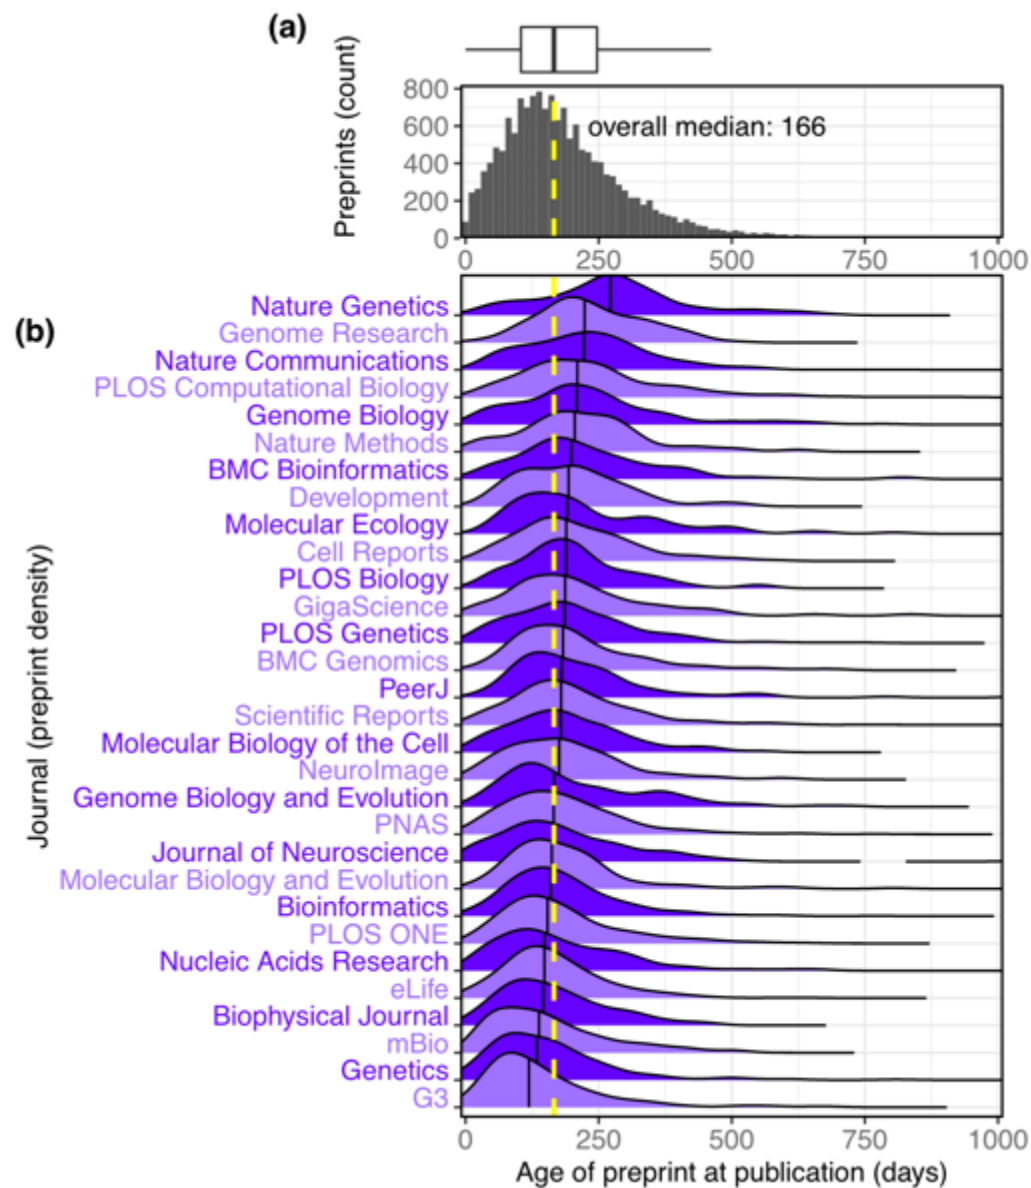 (a)
Preprints (count)
800
600
400
200
0
overall median: 166
0 250 500 750 1000
(b)
Journal (preprint density)
Nature Genetics
Genome Research
Nature Communications
PLOS Computational Biology
Genome Biology
Nature Methods
BMC Bioinformatics
Development
Molecular Ecology
Cell Reports
PLOS Biology
GigaScience
PLOS Genetics
BMC Genomics
PeerJ
Scientific Reports
Molecular Biology of the Cell
NeuroImage
Genome Biology and Evolution
PNAS
Journal of Neuroscience
Molecular Biology and Evolution
Bioinformatics
PLOS ONE
Nucleic Acids Research
eLife
Biophysical Journal
mBio
Genetics
G3
0 250 500 750 1000
Age of preprint at publication (days)